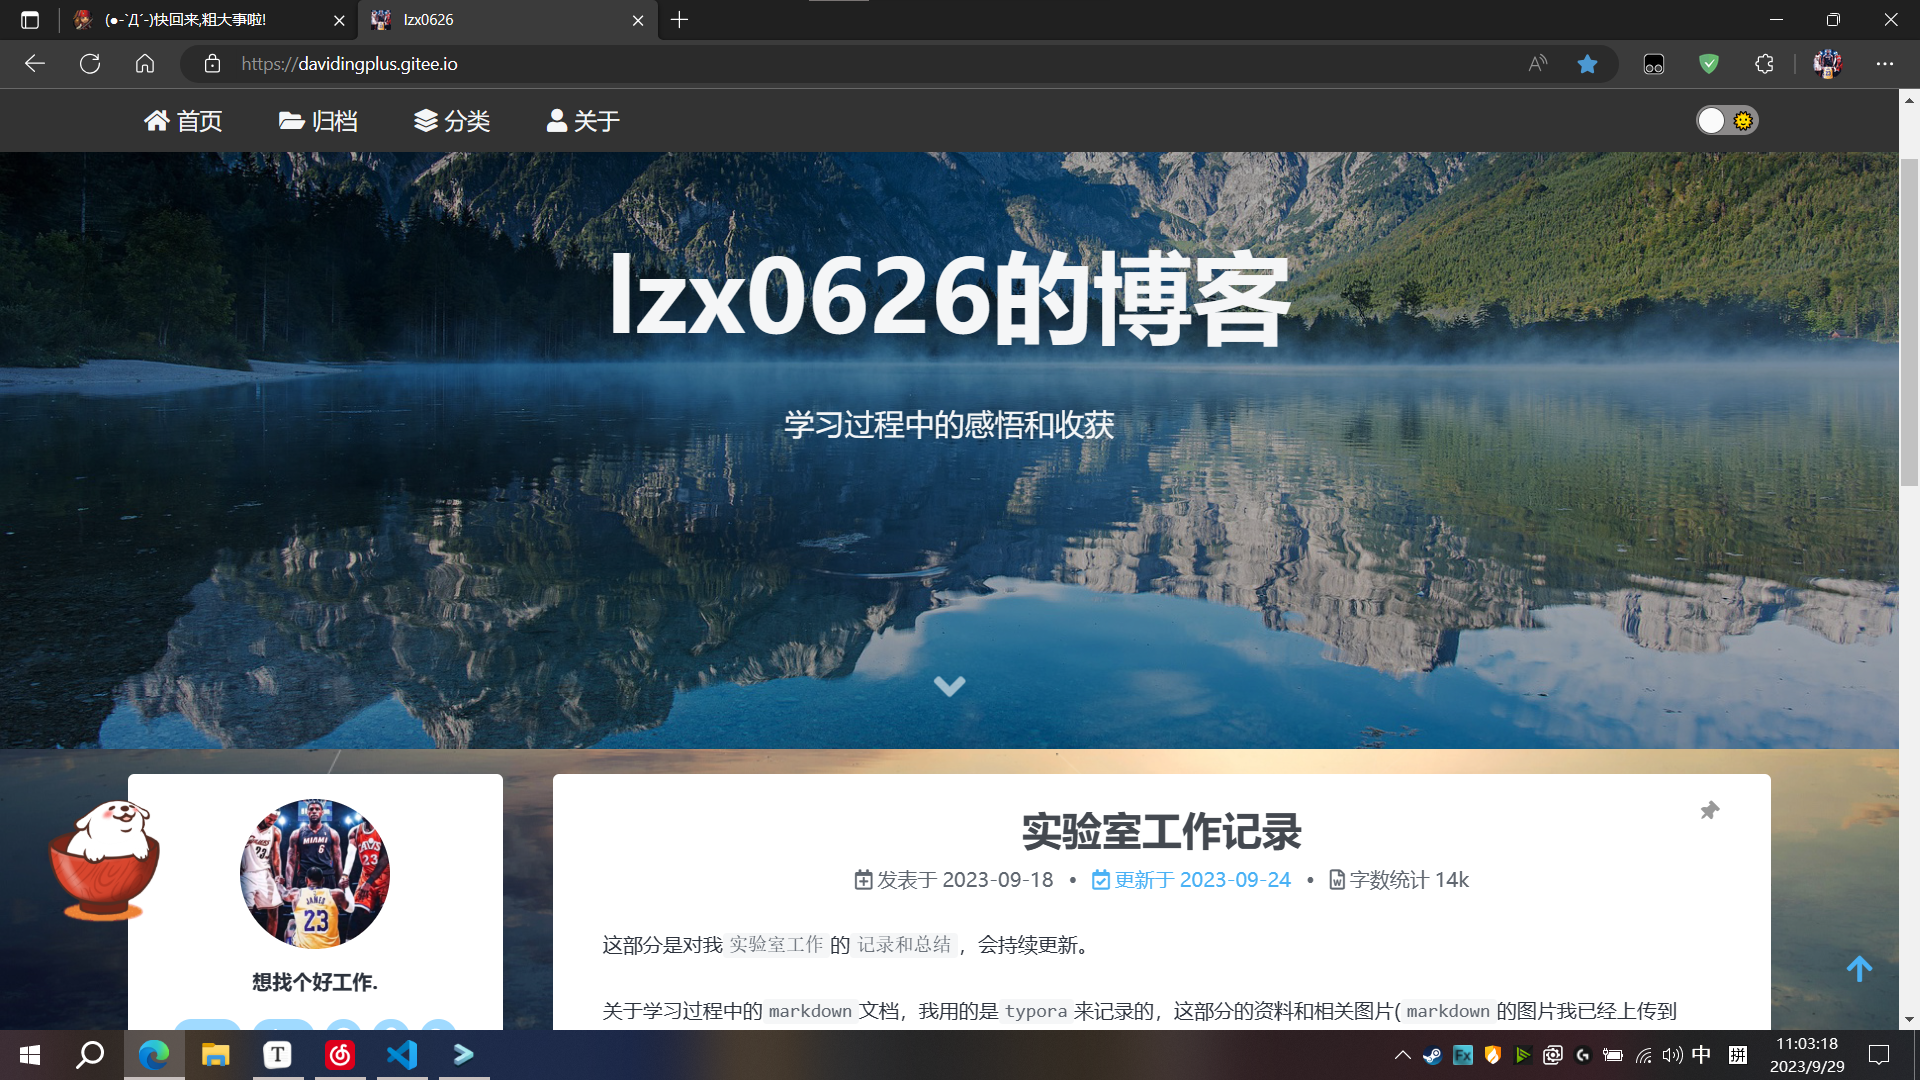 (●-`Д´-)快回来,粗大事啦!
lzx0626
https://davidingplus.gitee.io
首页 归档 分类 关于
lzx0626的博客
学习过程中的感悟和收获
MIAMI
6
23
23
JAMES
23
想找个好工作.
实验室工作记录
发表于 2023-09-18 • 更新于 2023-09-24 • 字数统计 14k
这部分是对我 实验室工作 的 记录和总结 ，会持续更新。
关于学习过程中的 markdown 文档，我用的是 typora 来记录的，这部分的资料和相关图片( markdown 的图片我已经上传到
中 拼 11:03:18
2023/9/29